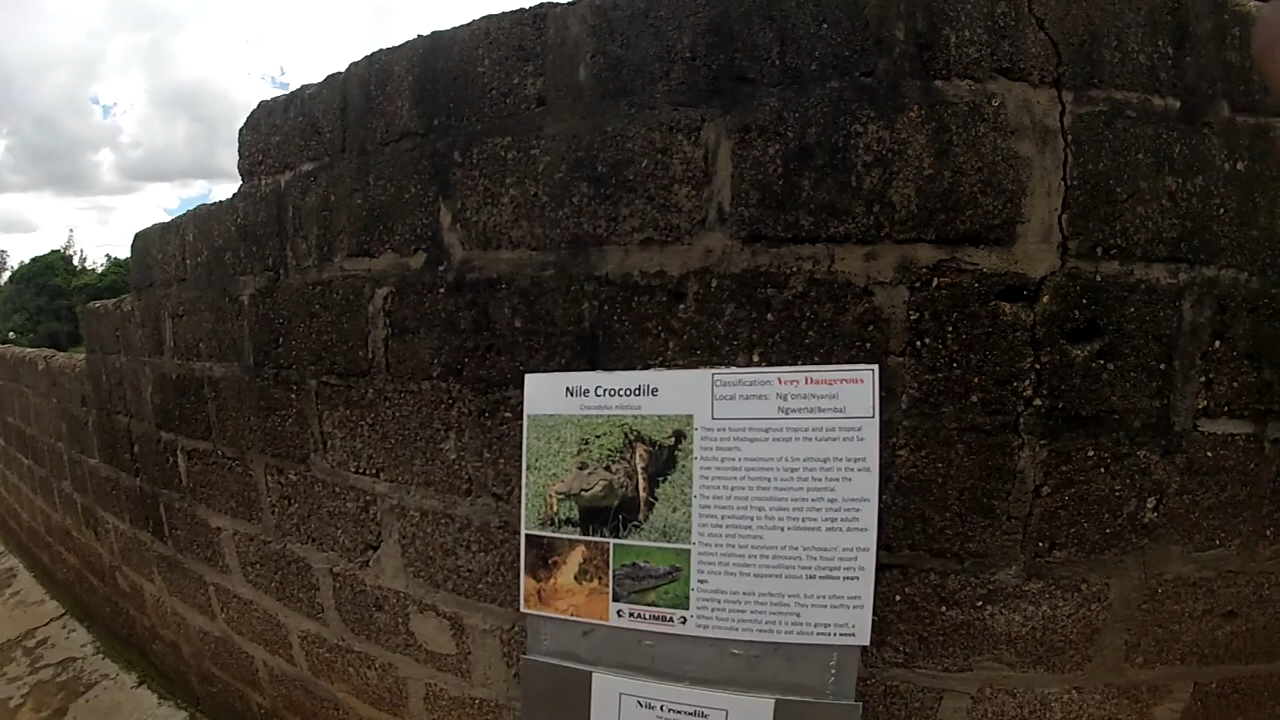 Nile Crocodile
Crocodylus niloticus
Classification: Very Dangerous
Local names: Ng'ona(Nyanja)
Ngwena(Bemba)
• They are found throughout tropical and sub tropical
Africa and Madagascar except in the Kalahari and Sa-
hara desserts.
• Adults grow a maximum of 6.5m although the largest
ever recorded specimen is larger than that! In the wild,
the pressure of hunting is such that few have the
chance to grow to their maximum potential.
• The diet of most crocodilians varies with age. Juveniles
take insects and frogs, snakes and other small verte-
brates, graduating to fish as they grow. Large adults
can take antelope, including wildebeest, zebra, domes-
tic stock and humans.
• They are the last survivors of the 'archosaurs', and their
extinct relatives are the dinosaurs. The fossil record
shows that modern crocodilians have changed very lit-
tle since they first appeared about 160 million years
ago.
• Crocodiles can walk perfectly well, but are often seen
crawling slowly on their bellies. They move swiftly and
with great power when swimming.
• When food is plentiful and it is able to gorge itself, a
large crocodile only needs to eat about once a week
KALIMBA
Nile Crocodile